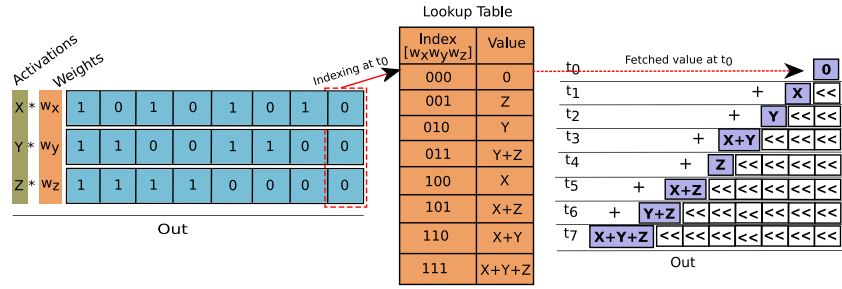 Lookup Table
Activations
Weights
X * wx 1 0 1 0 1 0 1 0
Y * wy 1 1 0 0 1 1 0 0
Z * wz 1 1 1 1 0 0 0 0
Out
Indexing at t0
Index [wxwywz] Value
000 0
001 Z
010 Y
011 Y+Z
100 X
101 X+Z
110 X+Y
111 X+Y+Z
Fetched value at t0
t0 0
t1 + X <<
t2 + Y << <<
t3 + X+Y << << <<
t4 + Z << << << <<
t5 + X+Z << << << << <<
t6 + Y+Z << << << << << <<
t7 X+Y+Z << << << << << << <<
Out